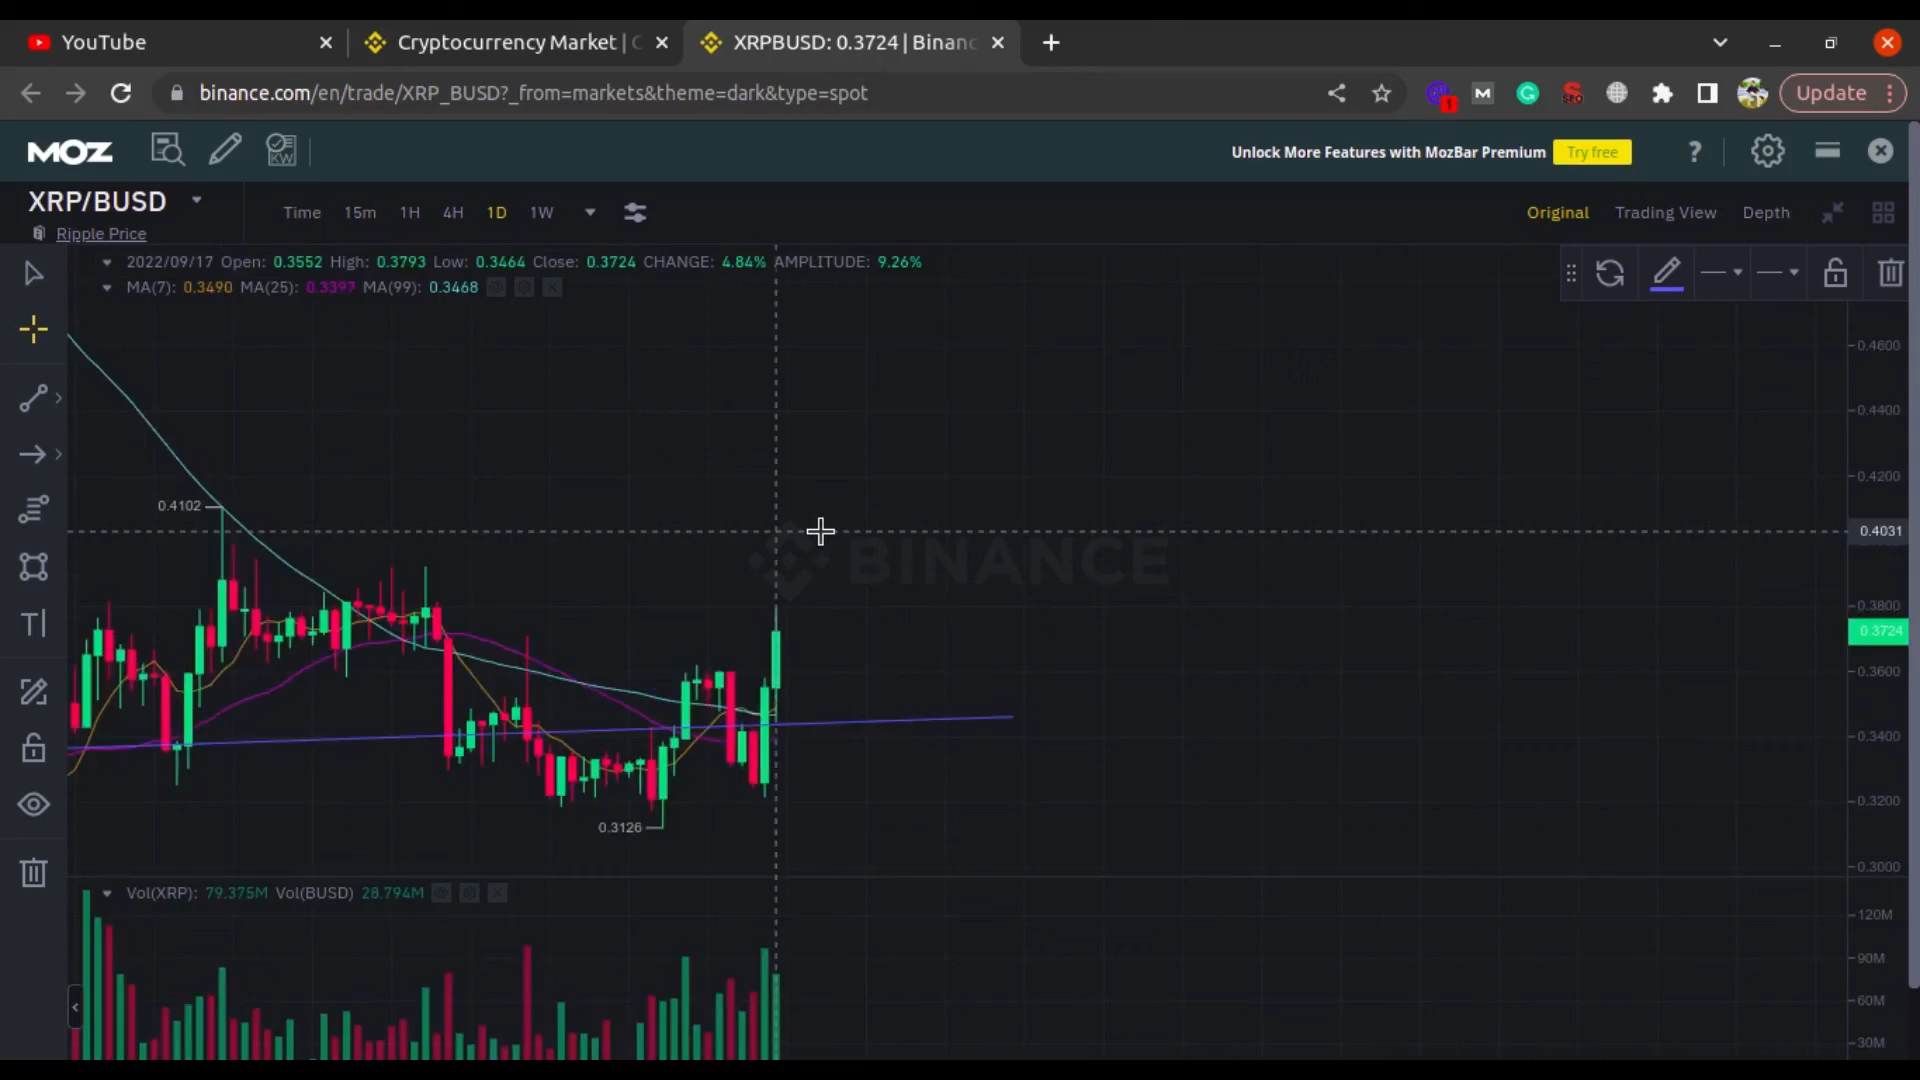 YouTube
Cryptocurrency Market | C
XRPBUSD: 0.3724 | Binanc
binance.com/en/trade/XRP_BUSD?_from=markets&theme=dark&type=spot
1
M
G
SEO
Update
MOZ
KW
Unlock More Features with MozBar Premium
Try free
?
XRP/BUSD
Ripple Price
Time 15m 1H 4H 1D 1W
Original Trading View Depth
2022/09/17 Open: 0.3552 High: 0.3793 Low: 0.3464 Close: 0.3724 CHANGE: 4.84% AMPLITUDE: 9.26%
MA(7): 0.3490 MA(25): 0.3397 MA(99): 0.3468
0.4600
0.4400
0.4200
0.4102
0.4031
BINANCE
0.3800
0.3724
0.3600
0.3400
0.3200
0.3126
0.3000
Vol(XRP): 79.375M Vol(BUSD) 28.794M
120M
90M
60M
30M